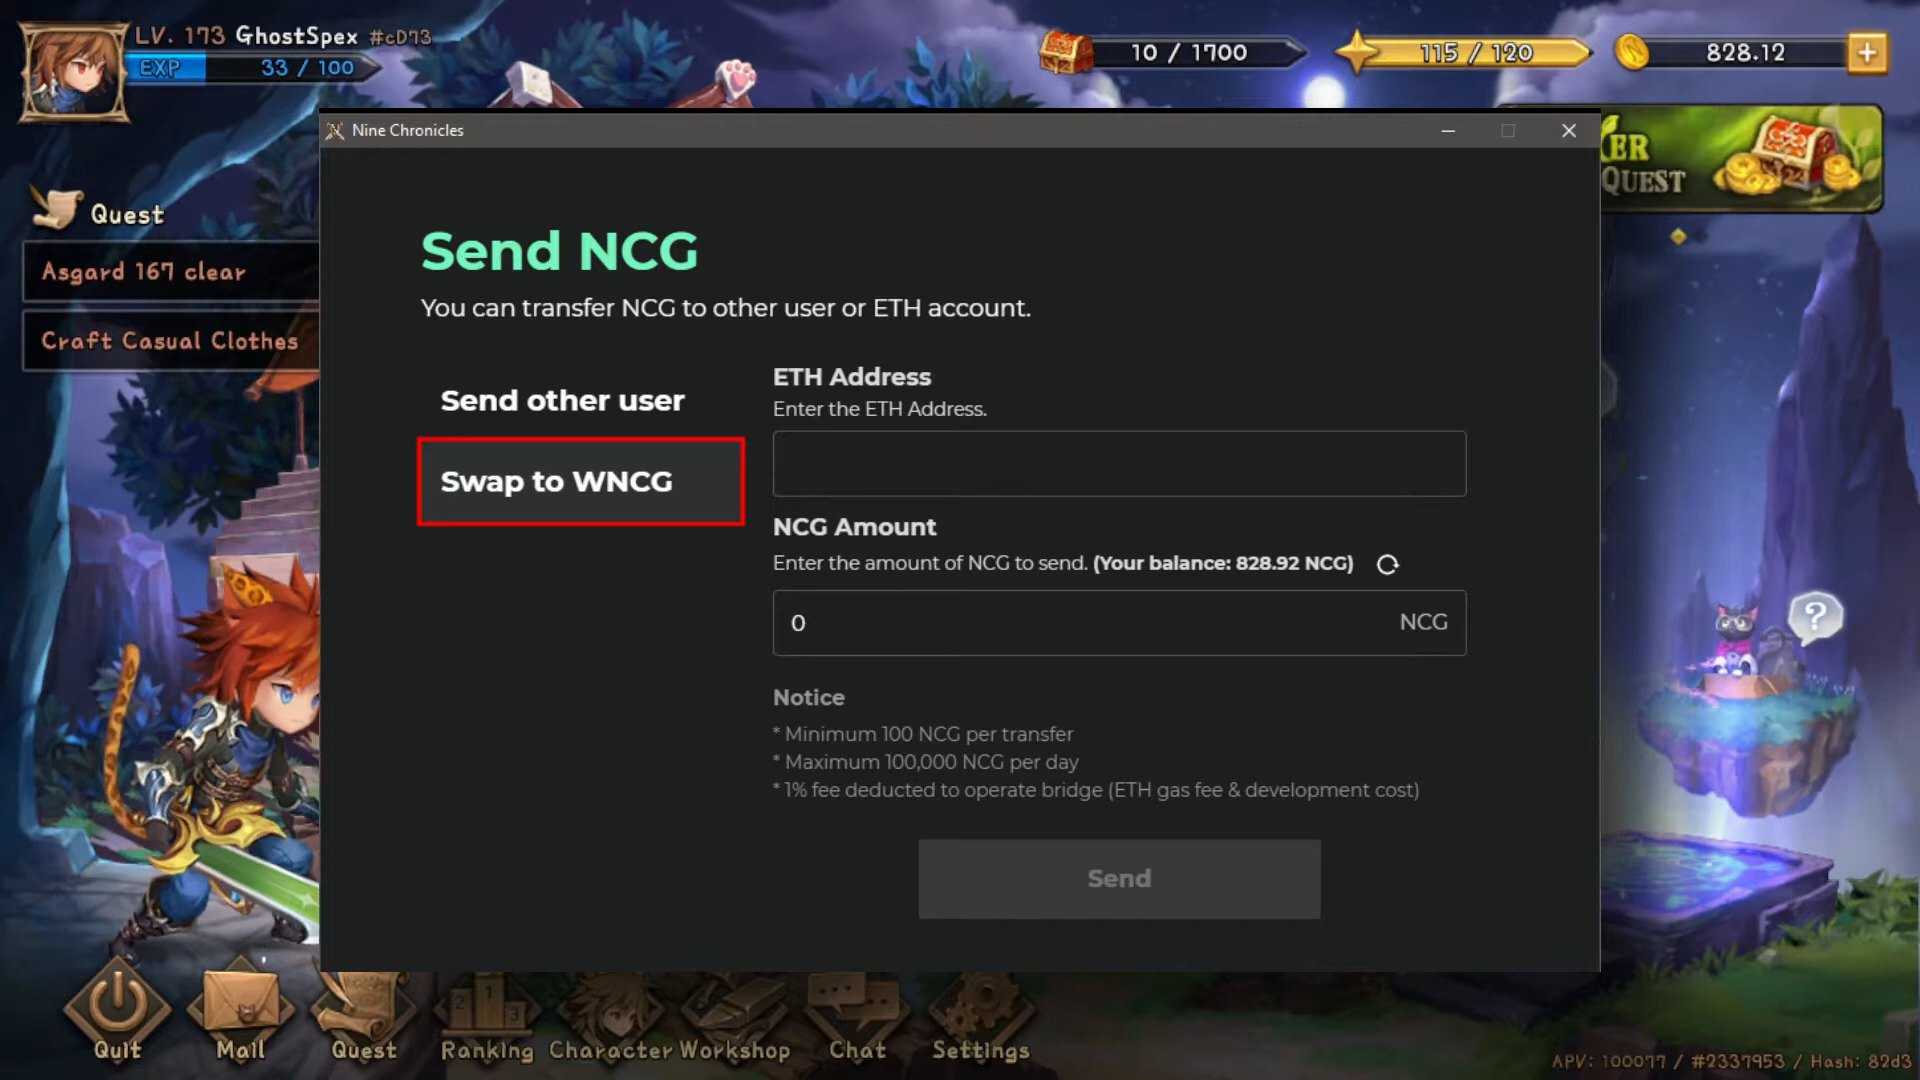 LV. 173 GhostSpex #cD73
EXP 33 / 100
10 / 1700
115 / 120
828.12
Nine Chronicles
QUEST
Quest
Asgard 167 clear
Craft Casual Clothes
Send NCG
You can transfer NCG to other user or ETH account.
Send other user
Swap to WNCG
ETH Address
Enter the ETH Address.
NCG Amount
Enter the amount of NCG to send. (Your balance: 828.92 NCG)
0 NCG
Notice
* Minimum 100 NCG per transfer
* Maximum 100,000 NCG per day
* 1% fee deducted to operate bridge (ETH gas fee & development cost)
Send
?
2 1 3
Quit
Mail
Quest
Ranking
Character
Workshop
Chat
Settings
APV: 100077 / #2337953 / Hash: 82d3